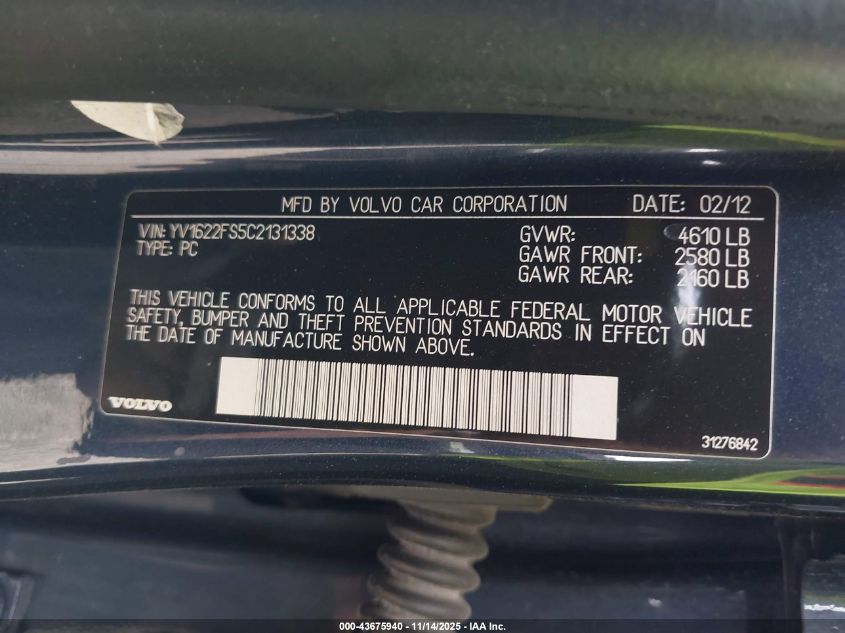 MFD BY VOLVO CAR CORPORATION DATE: 02/12
VIN: YV1622FS5C2131338
TYPE: PC
GVWR: 4610 LB
GAWR FRONT: 2580 LB
GAWR REAR: 2160 LB
THIS VEHICLE CONFORMS TO ALL APPLICABLE FEDERAL MOTOR VEHICLE
SAFETY, BUMPER AND THEFT PREVENTION STANDARDS IN EFFECT ON
THE DATE OF MANUFACTURE SHOWN ABOVE.
VOLVO
31276842
000-43675940 - 11/14/2025 - IAA Inc.